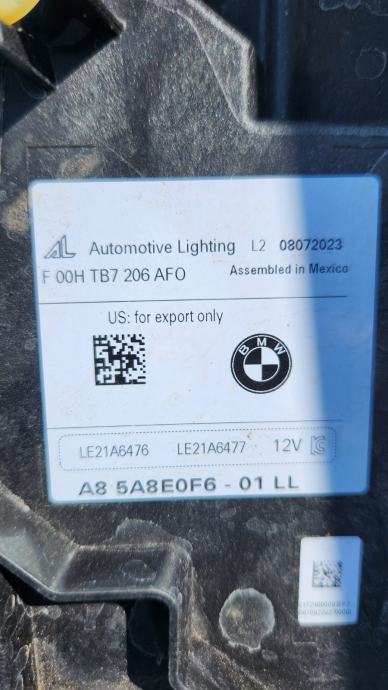 AL Automotive Lighting L2 08072023
F 00H TB7 206 AFO Assembled in Mexico
US: for export only
BMW
LE21A6476 LE21A6477 12V
A8 5A8E0F6 - 01 LL